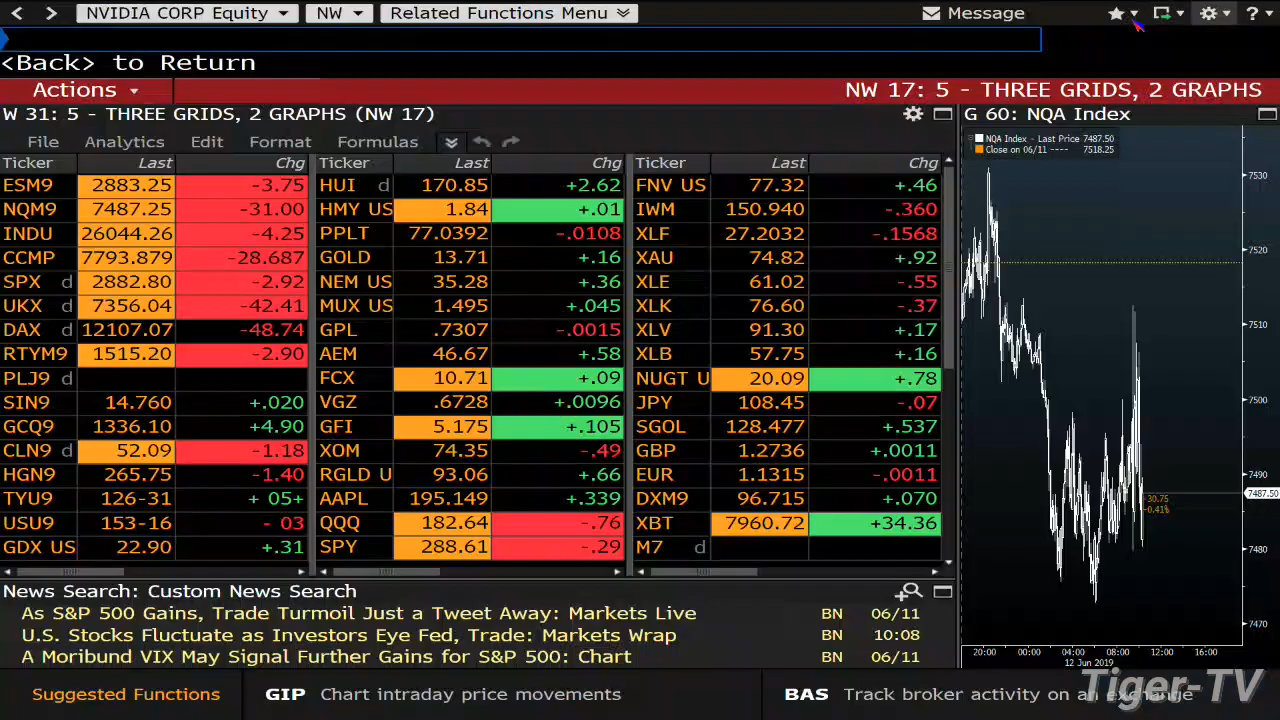 NVIDIA CORP Equity NW Related Functions Menu Message ?
<Back> to Return
Actions NW 17: 5 - THREE GRIDS, 2 GRAPHS
W 31: 5 - THREE GRIDS, 2 GRAPHS (NW 17) G 60: NQA Index
File Analytics Edit Format Formulas
NQA Index - Last Price 7487.50
Close on 06/11 ---- 7518.25
Ticker Last Chg Ticker Last Chg Ticker Last Chg
ESM9 2883.25 -3.75 HUI d 170.85 +2.62 FNV US 77.32 +.46
NQM9 7487.25 -31.00 HMY US 1.84 +.01 IWM 150.940 -.360
INDU 26044.26 -4.25 PPLT 77.0392 -.0108 XLF 27.2032 -.1568
CCMP 7793.879 -28.687 GOLD 13.71 +.16 XAU 74.82 +.92
SPX d 2882.80 -2.92 NEM US 35.28 +.36 XLE 61.02 -.55
UKX d 7356.04 -42.41 MUX US 1.495 +.045 XLK 76.60 -.37
DAX d 12107.07 -48.74 GPL .7307 -.0015 XLV 91.30 +.17
RTYM9 1515.20 -2.90 AEM 46.67 +.58 XLB 57.75 +.16
PLJ9 d FCX 10.71 +.09 NUGT U 20.09 +.78
SIN9 14.760 +.020 VGZ .6728 +.0096 JPY 108.45 -.07
GCQ9 1336.10 +4.90 GFI 5.175 +.105 SGOL 128.477 +.537
CLN9 d 52.09 -1.18 XOM 74.35 -.49 GBP 1.2736 +.0011
HGN9 265.75 -1.40 RGLD U 93.06 +.66 EUR 1.1315 -.0011
TYU9 126-31 + 05+ AAPL 195.149 +.339 DXM9 96.715 +.070
USU9 153-16 - 03 QQQ 182.64 -.76 XBT 7960.72 +34.36
GDX US 22.90 +.31 SPY 288.61 -.29 M7 d
7530
7520
7510
7500
7490
7487.50
-30.75
-0.41%
7480
7470
20:00 00:00 04:00 08:00 12:00 16:00
12 Jun 2019
News Search: Custom News Search
As S&P 500 Gains, Trade Turmoil Just a Tweet Away: Markets Live BN 06/11
U.S. Stocks Fluctuate as Investors Eye Fed, Trade: Markets Wrap BN 10:08
A Moribund VIX May Signal Further Gains for S&P 500: Chart BN 06/11
Suggested Functions GIP Chart intraday price movements BAS Track broker activity on an exchange
Tiger-TV